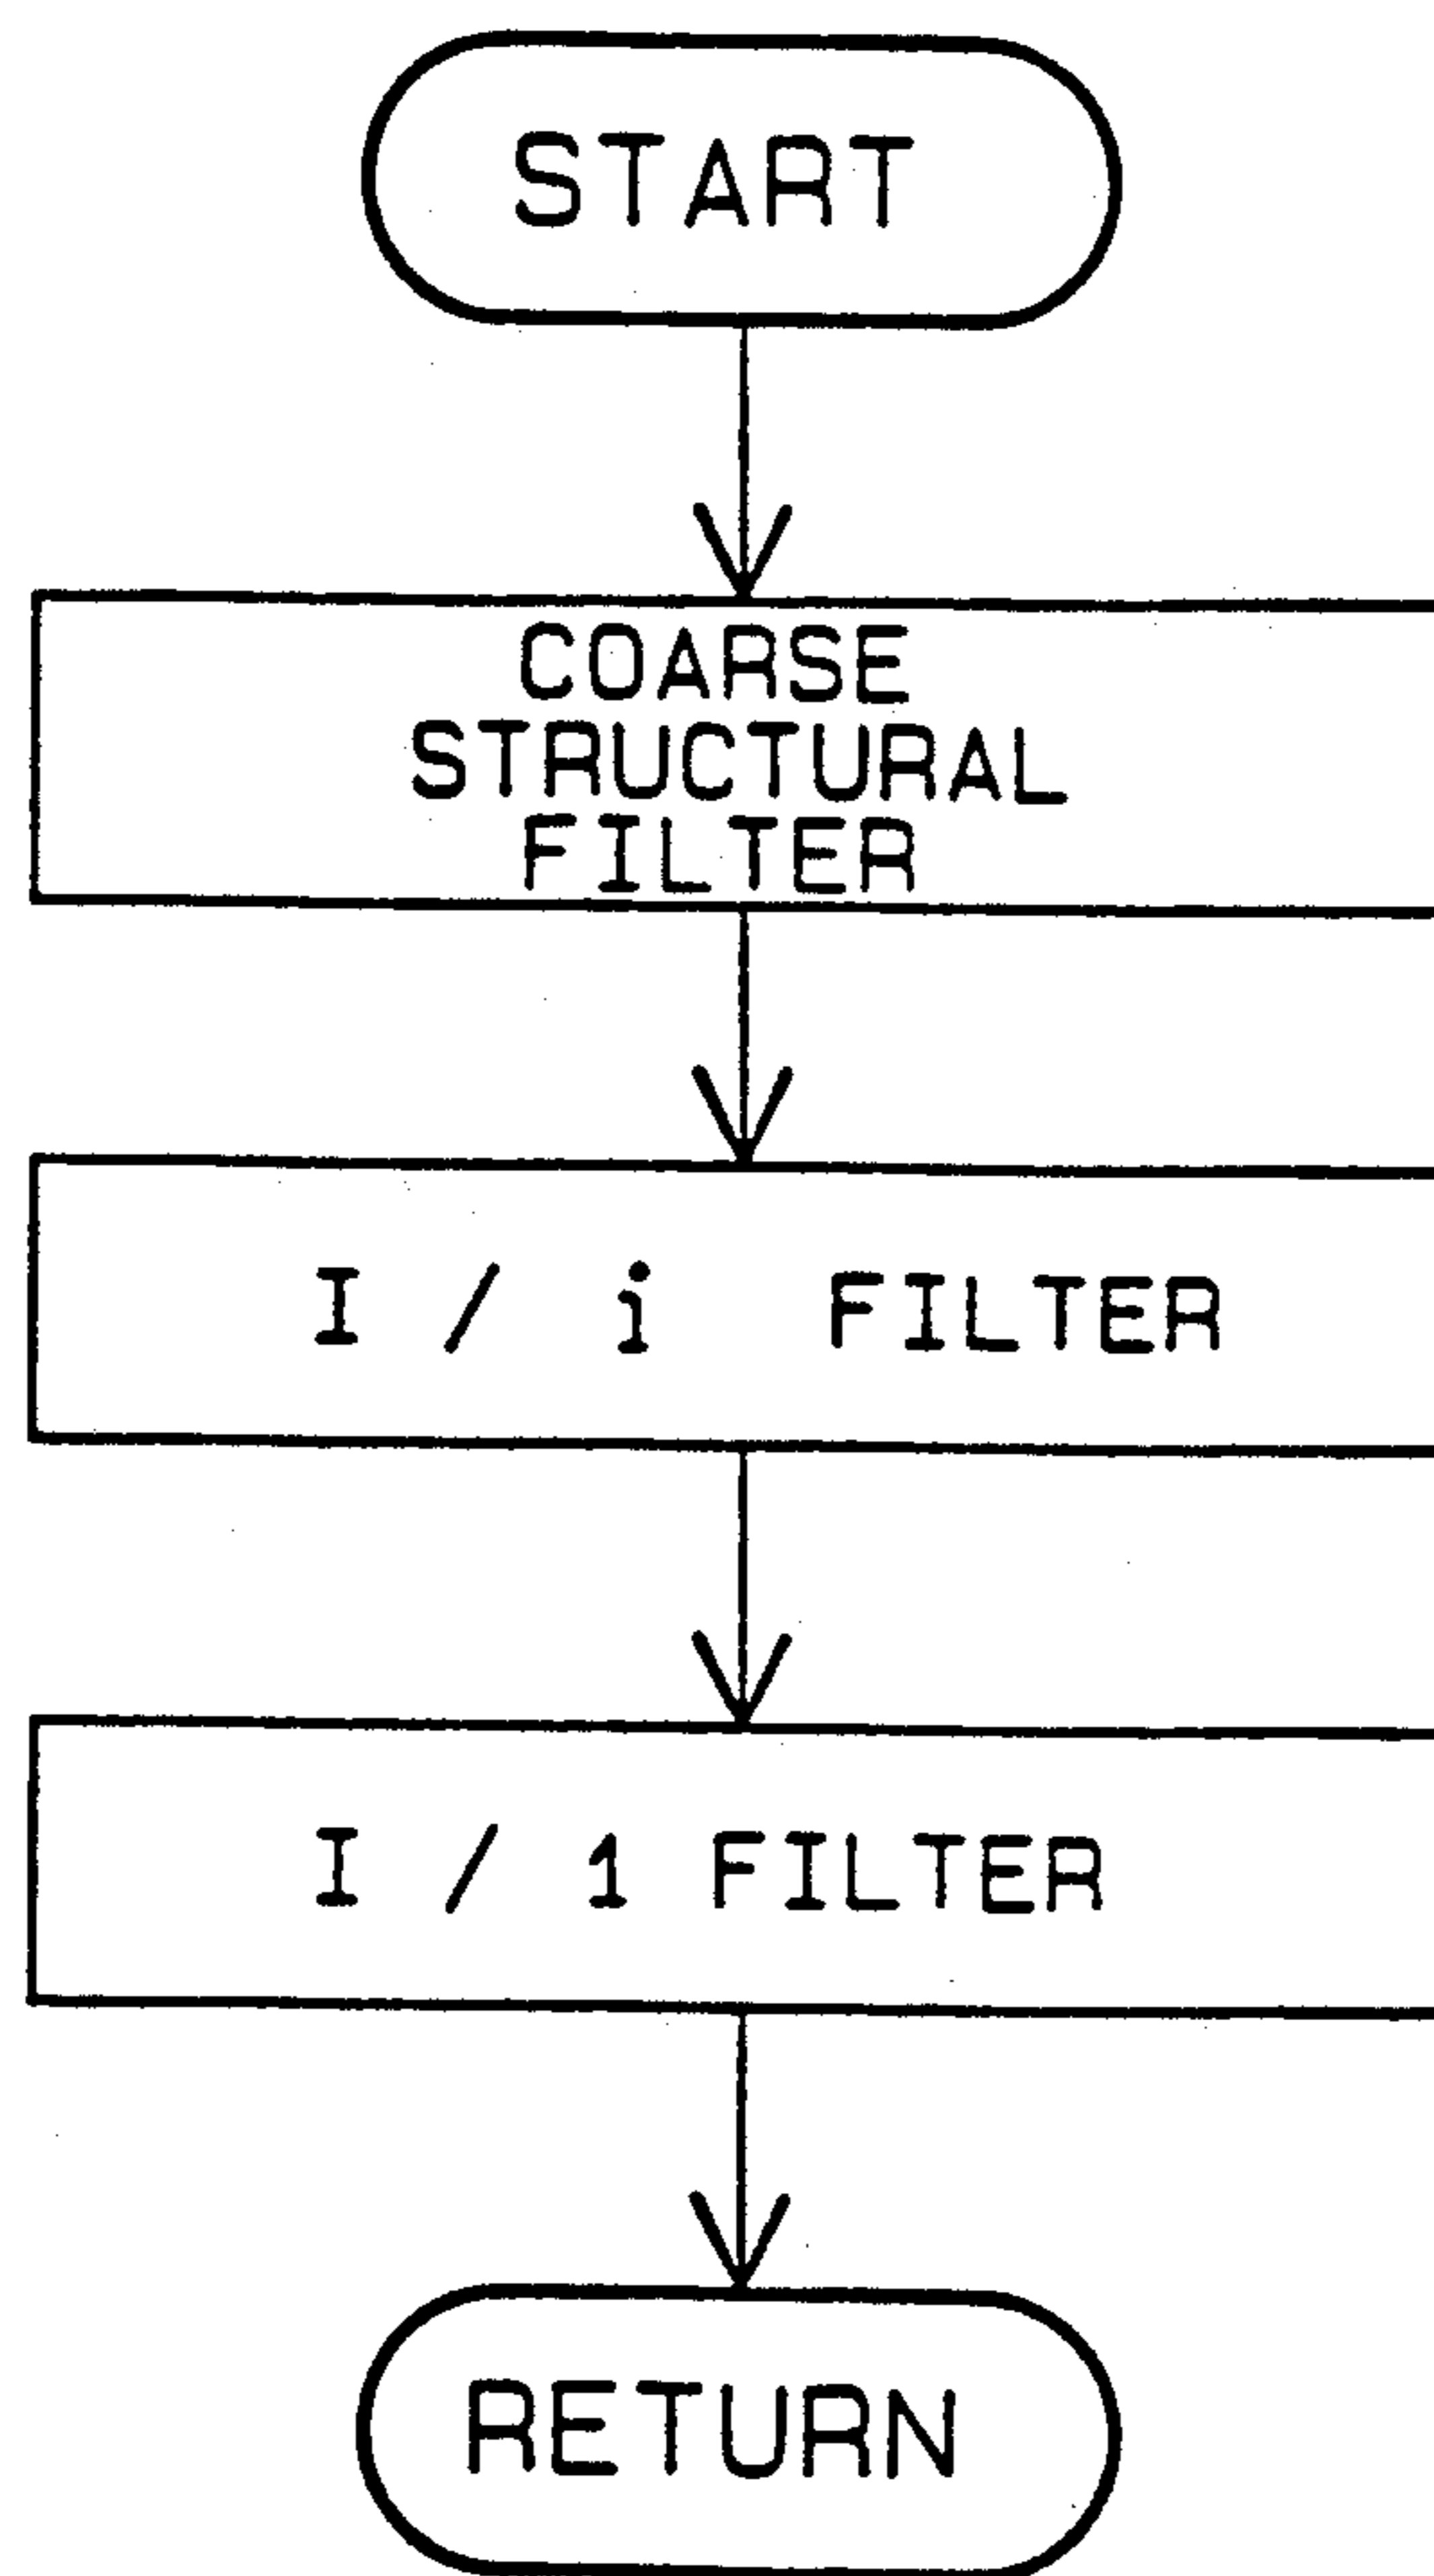 START
COARSE
STRUCTURAL
FILTER
I / i FILTER
I / 1 FILTER
RETURN